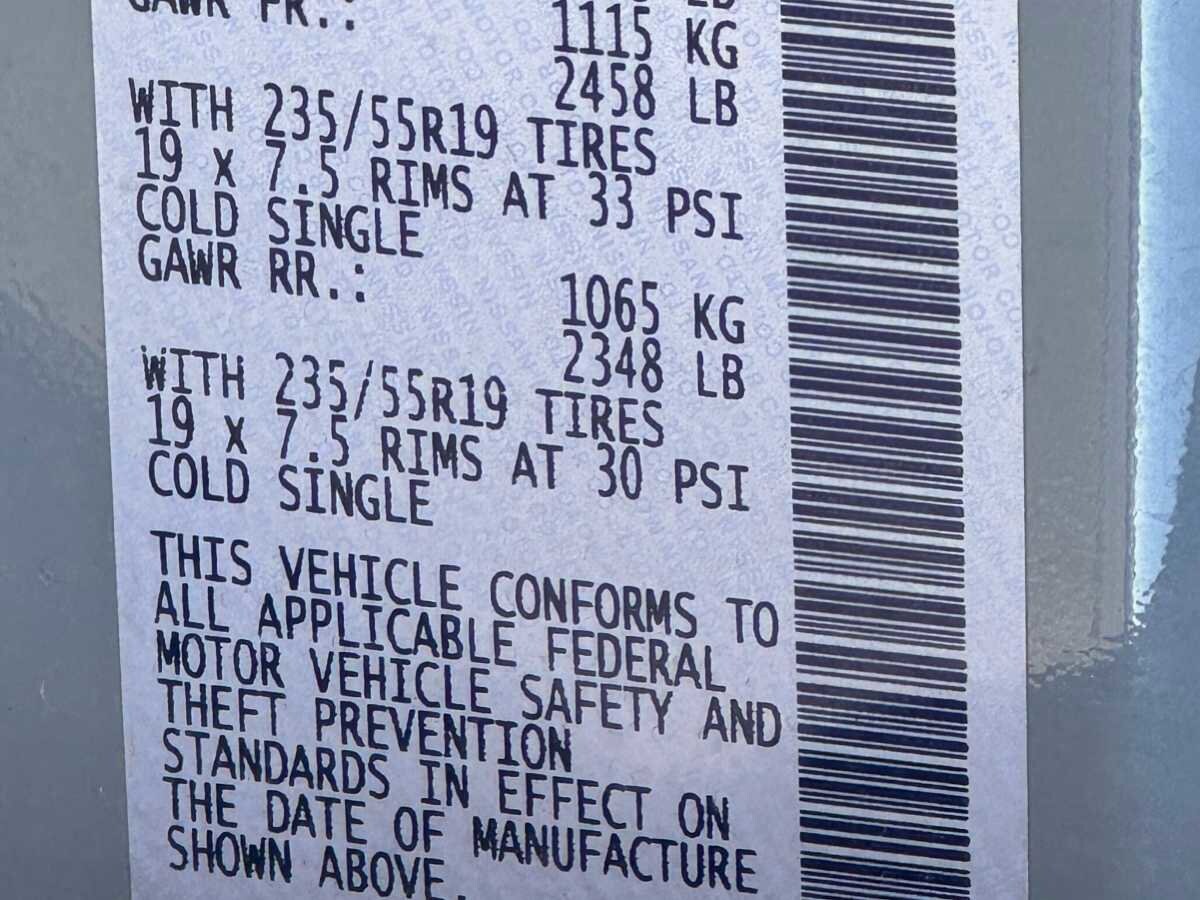 GAWR FR.:
1115 KG
2458 LB
WITH 235/55R19 TIRES
19 x 7.5 RIMS AT 33 PSI
COLD SINGLE
GAWR RR.:
1065 KG
2348 LB
WITH 235/55R19 TIRES
19 x 7.5 RIMS AT 30 PSI
COLD SINGLE
THIS VEHICLE CONFORMS TO
ALL APPLICABLE FEDERAL
MOTOR VEHICLE SAFETY AND
THEFT PREVENTION
STANDARDS IN EFFECT ON
THE DATE OF MANUFACTURE
SHOWN ABOVE.